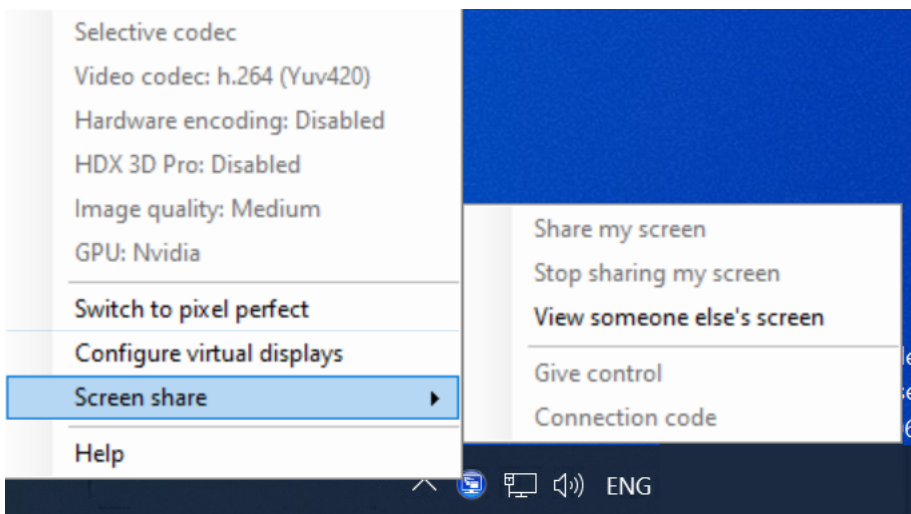 Selective codec
Video codec: h.264 (Yuv420)
Hardware encoding: Disabled
HDX 3D Pro: Disabled
Image quality: Medium
GPU: Nvidia
Switch to pixel perfect
Configure virtual displays
Screen share
Help
Share my screen
Stop sharing my screen
View someone else's screen
Give control
Connection code
ENG